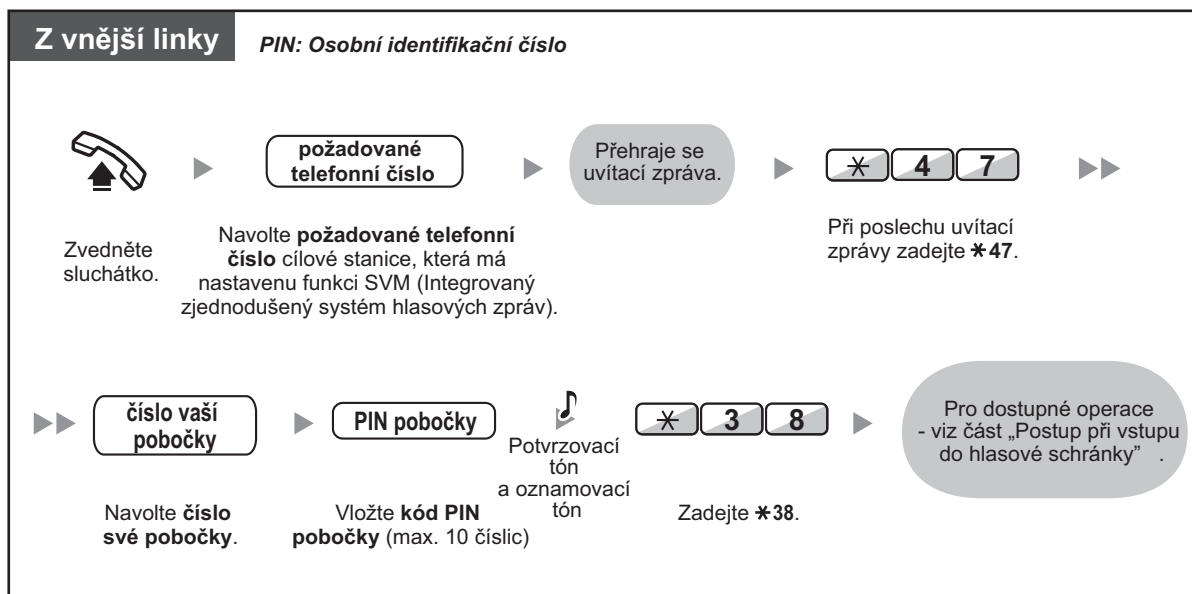 Z vnější linky
PIN: Osobní identifikační číslo
požadované
telefonní číslo
Přehraje se
uvítací zpráva.
* 4 7
Zvedněte
sluchátko.
Navolte požadované telefonní
číslo cílové stanice, která má
nastavenu funkci SVM (Integrovaný
zjednodušený systém hlasových zpráv).
Při poslechu uvítací
zprávy zadejte *47.
číslo vaší
pobočky
PIN pobočky
Potvrzovací
tón
a oznamovací
tón
* 3 8
Pro dostupné operace
- viz část „Postup při vstupu
do hlasové schránky” .
Navolte číslo
své pobočky.
Vložte kód PIN
pobočky (max. 10 číslic)
Zadejte *38.